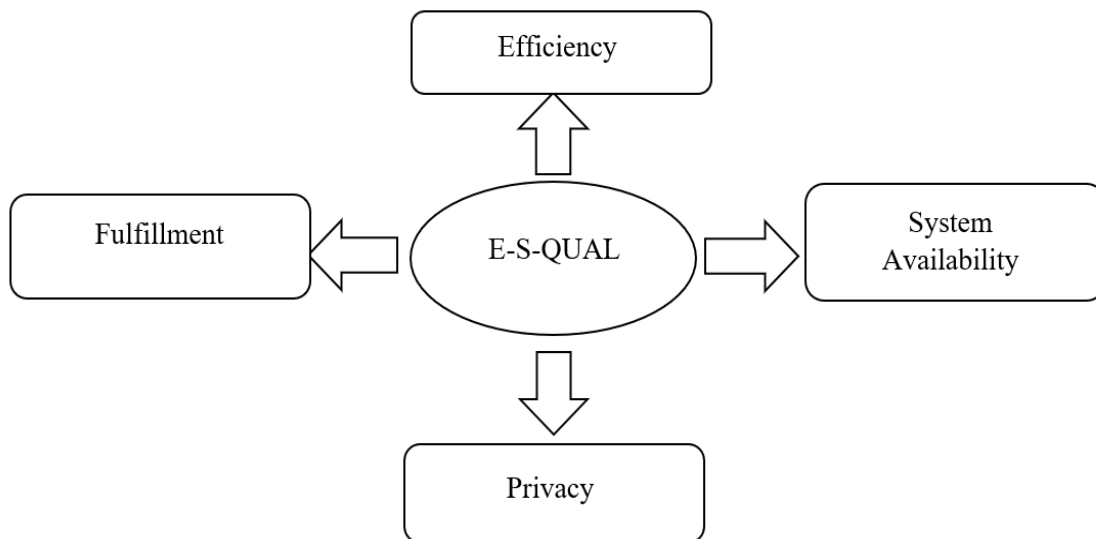 Efficiency
Fulfillment
E-S-QUAL
System
Availability
Privacy